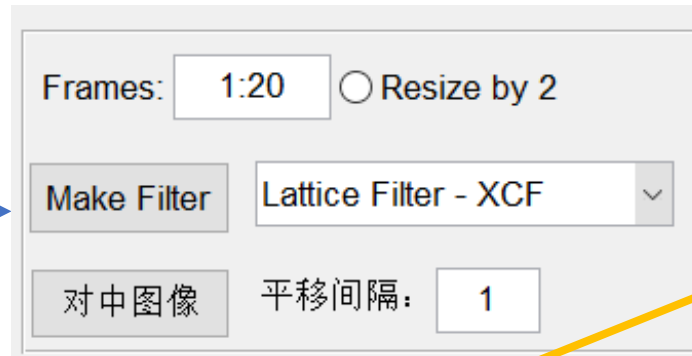 Frames: 1:20 Resize by 2
Make Filter Lattice Filter - XCF
对中图像 平移间隔： 1